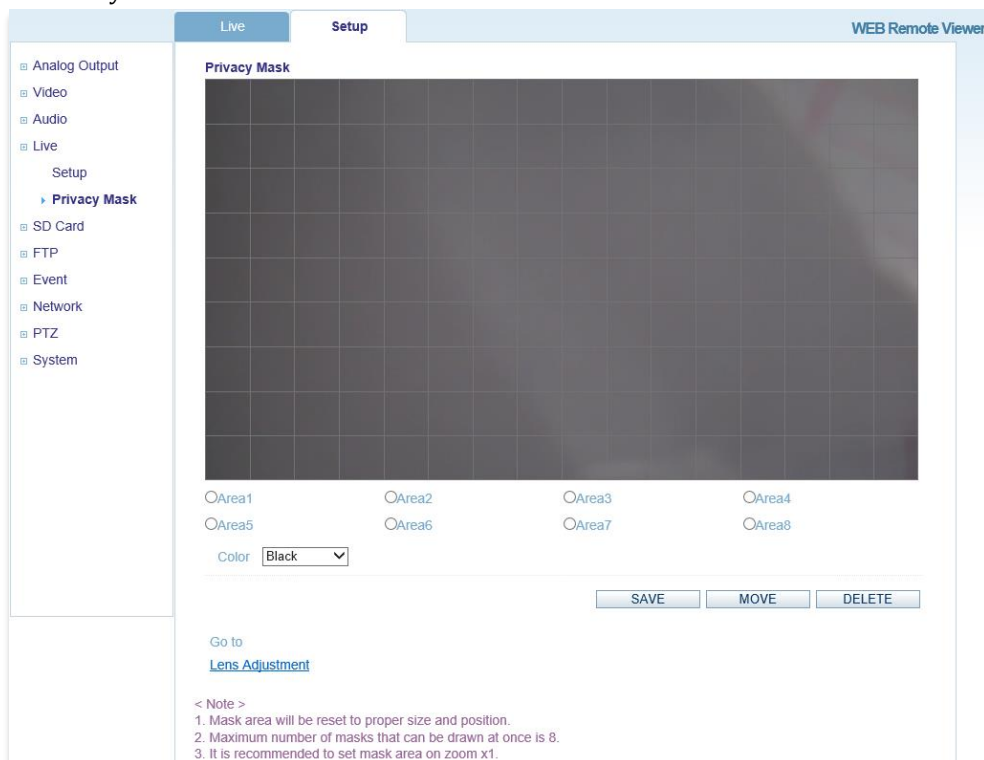 Live Setup WEB Remote Viewer
Analog Output
Video
Audio
Live
Setup
Privacy Mask
SD Card
FTP
Event
Network
PTZ
System
Privacy Mask
Area1 Area2 Area3 Area4
Area5 Area6 Area7 Area8
Color Black
SAVE MOVE DELETE
Go to
Lens Adjustment
< Note >
1. Mask area will be reset to proper size and position.
2. Maximum number of masks that can be drawn at once is 8.
3. It is recommended to set mask area on zoom x1.